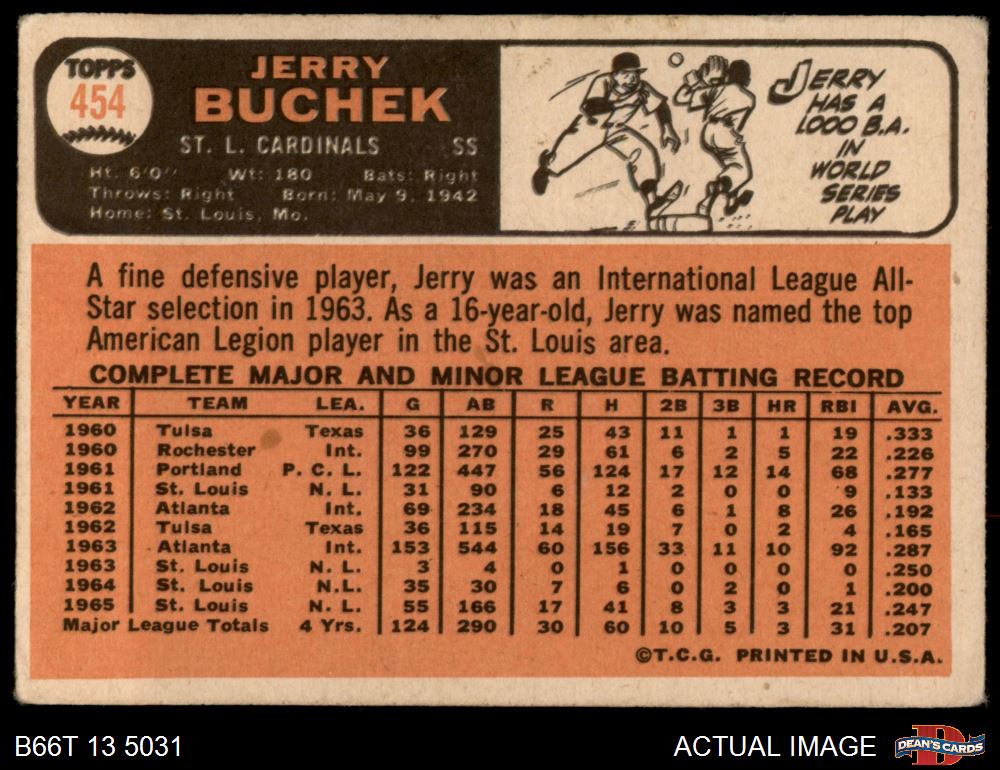 TOPPS
454
JERRY
BUCHEK
ST. L. CARDINALS SS
Ht. 6'0" Wt: 180 Bats: Right
Throws: Right Born: May 9, 1942
Home: St. Louis, Mo.
JERRY
HAS A
1,000 B.A.
IN
WORLD
SERIES
PLAY
A fine defensive player, Jerry was an International League All-
Star selection in 1963. As a 16-year-old, Jerry was named the top
American Legion player in the St. Louis area.
COMPLETE MAJOR AND MINOR LEAGUE BATTING RECORD
YEAR TEAM LEA. G AB R H 2B 3B HR RBI AVG.
1960 Tulsa Texas 36 129 25 43 11 1 1 19 .333
1960 Rochester Int. 99 270 29 61 6 2 5 22 .226
1961 Portland P. C. L. 122 447 56 124 17 12 14 68 .277
1961 St. Louis N. L. 31 90 6 12 2 0 0 9 .133
1962 Atlanta Int. 69 234 18 45 6 1 8 26 .192
1962 Tulsa Texas 36 115 14 19 7 0 2 4 .165
1963 Atlanta Int. 153 544 60 156 33 11 10 92 .287
1963 St. Louis N. L. 3 4 0 1 0 0 0 0 .250
1964 St. Louis N.L. 35 30 7 6 0 2 0 1 .200
1965 St. Louis N. L. 55 166 17 41 8 3 3 21 .247
Major League Totals 4 Yrs. 124 290 30 60 10 5 3 31 .207
©T.C.G. PRINTED IN U.S.A.
B66T 13 5031 ACTUAL IMAGE
DEAN'S CARDS